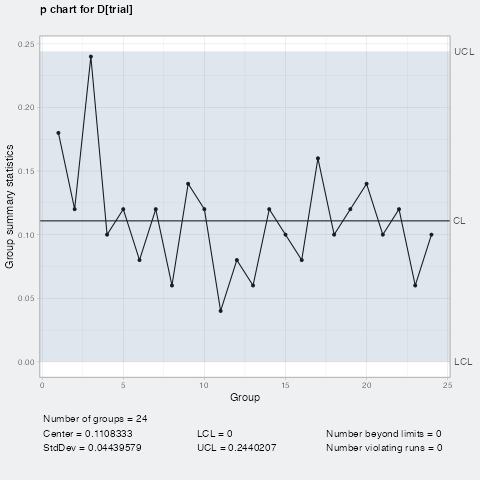 p chart for D[trial]
0.25
0.20
0.15
0.10
0.05
0.00
Group summary statistics
UCL
CL
LCL
0 5 10 15 20 25
Group
Number of groups = 24
Center = 0.1108333 LCL = 0 Number beyond limits = 0
StdDev = 0.04439579 UCL = 0.2440207 Number violating runs = 0